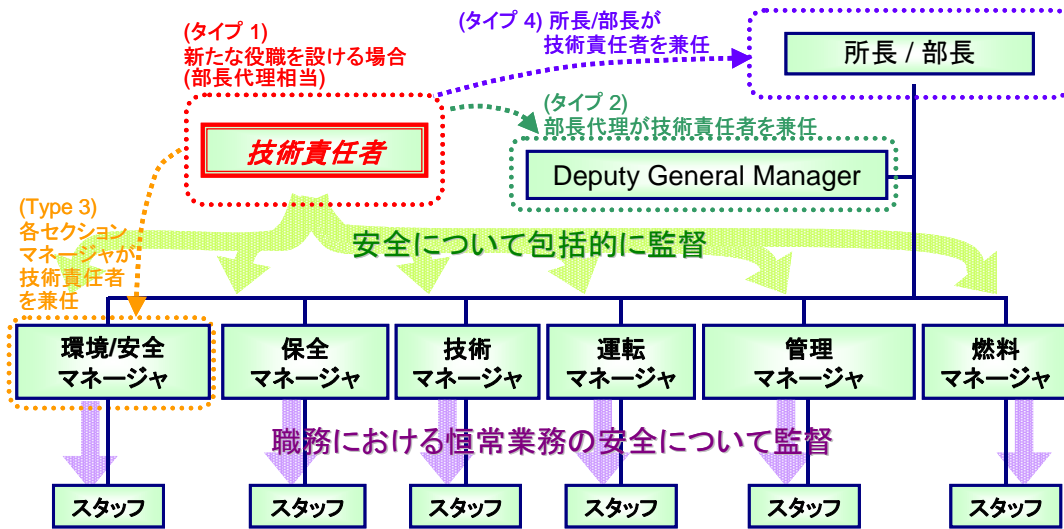 (タイプ 1)
新たな役職を設ける場合
(部長代理相当)
(タイプ 4) 所長/部長が
技術責任者を兼任
所長 / 部長
技術責任者
(タイプ 2)
部長代理が技術責任者を兼任
Deputy General Manager
(Type 3)
各セクション
マネージャが
技術責任者
を兼任
安全について包括的に監督
環境/安全
マネージャ
保全
マネージャ
技術
マネージャ
運転
マネージャ
管理
マネージャ
燃料
マネージャ
職務における恒常業務の安全について監督
スタッフ
スタッフ
スタッフ
スタッフ
スタッフ
スタッフ